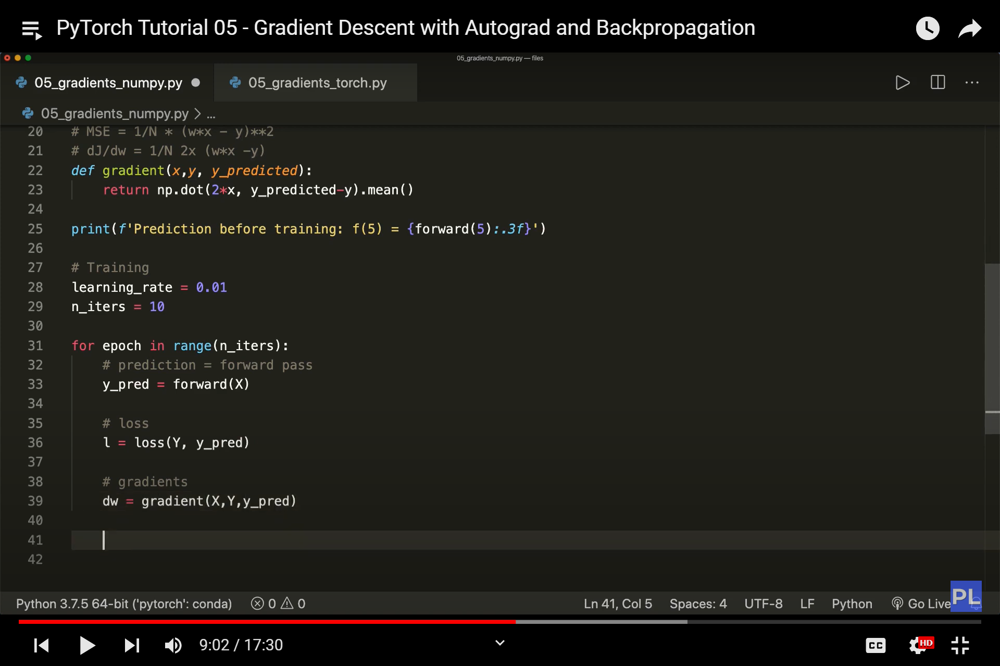 PyTorch Tutorial 05 - Gradient Descent with Autograd and Backpropagation
05_gradients_numpy.py — files
05_gradients_numpy.py
05_gradients_torch.py
05_gradients_numpy.py > ...
20 # MSE = 1/N * (w*x - y)**2
21 # dJ/dw = 1/N 2x (w*x -y)
22 def gradient(x,y, y_predicted):
23 return np.dot(2*x, y_predicted-y).mean()
24
25 print(f'Prediction before training: f(5) = {forward(5):.3f}')
26
27 # Training
28 learning_rate = 0.01
29 n_iters = 10
30
31 for epoch in range(n_iters):
32 # prediction = forward pass
33 y_pred = forward(X)
34
35 # loss
36 l = loss(Y, y_pred)
37
38 # gradients
39 dw = gradient(X,Y,y_pred)
40
41
42
Python 3.7.5 64-bit ('pytorch': conda) 0 0 Ln 41, Col 5 Spaces: 4 UTF-8 LF Python Go Live
PL
9:02 / 17:30
CC
HD